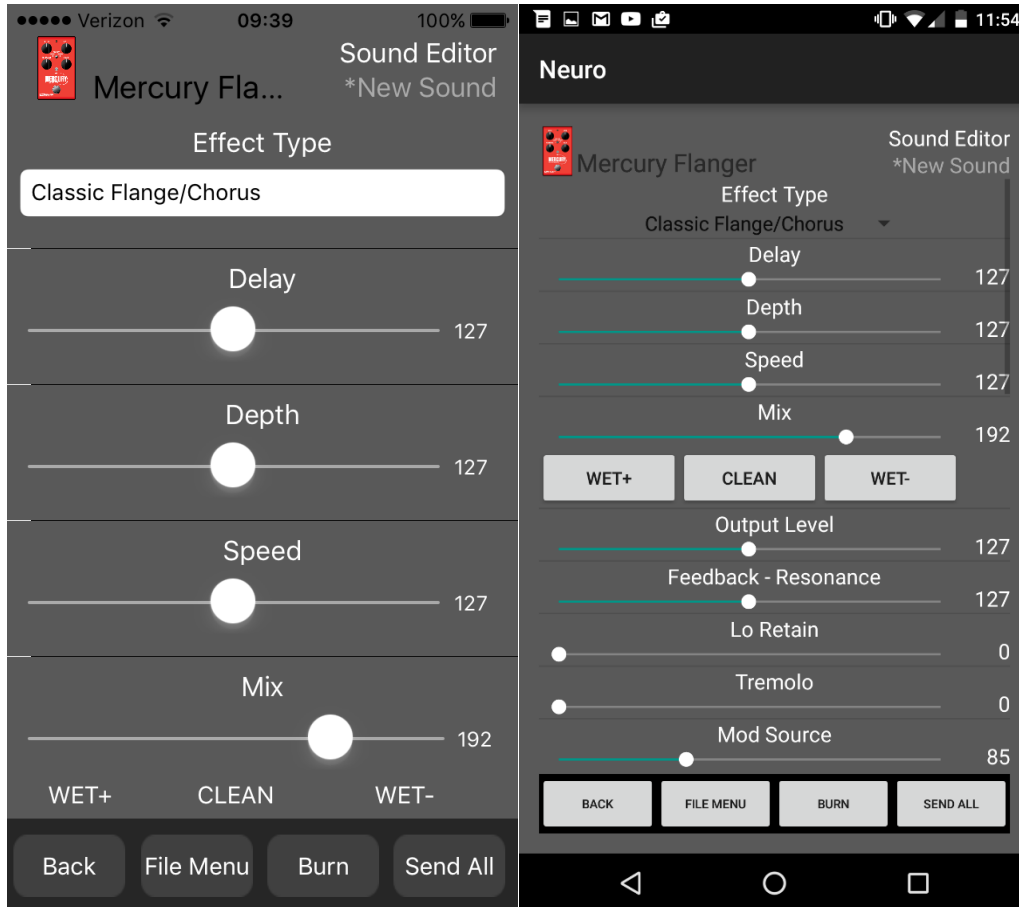 Verizon 09:39 100%
Sound Editor
Mercury Fla... *New Sound
Effect Type
Classic Flange/Chorus
Delay
127
Depth
127
Speed
127
Mix
192
WET+ CLEAN WET-
Back File Menu Burn Send All
11:54
Neuro
Sound Editor
Mercury Flanger *New Sound
Effect Type
Classic Flange/Chorus
Delay
127
Depth
127
Speed
127
Mix
192
WET+ CLEAN WET-
Output Level
127
Feedback - Resonance
127
Lo Retain
0
Tremolo
0
Mod Source
85
BACK FILE MENU BURN SEND ALL